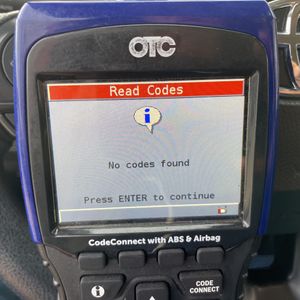 OTC
Read Codes
i
No codes found
Press ENTER to continue
CodeConnect with ABS & Airbag
i
CODE
CONNECT